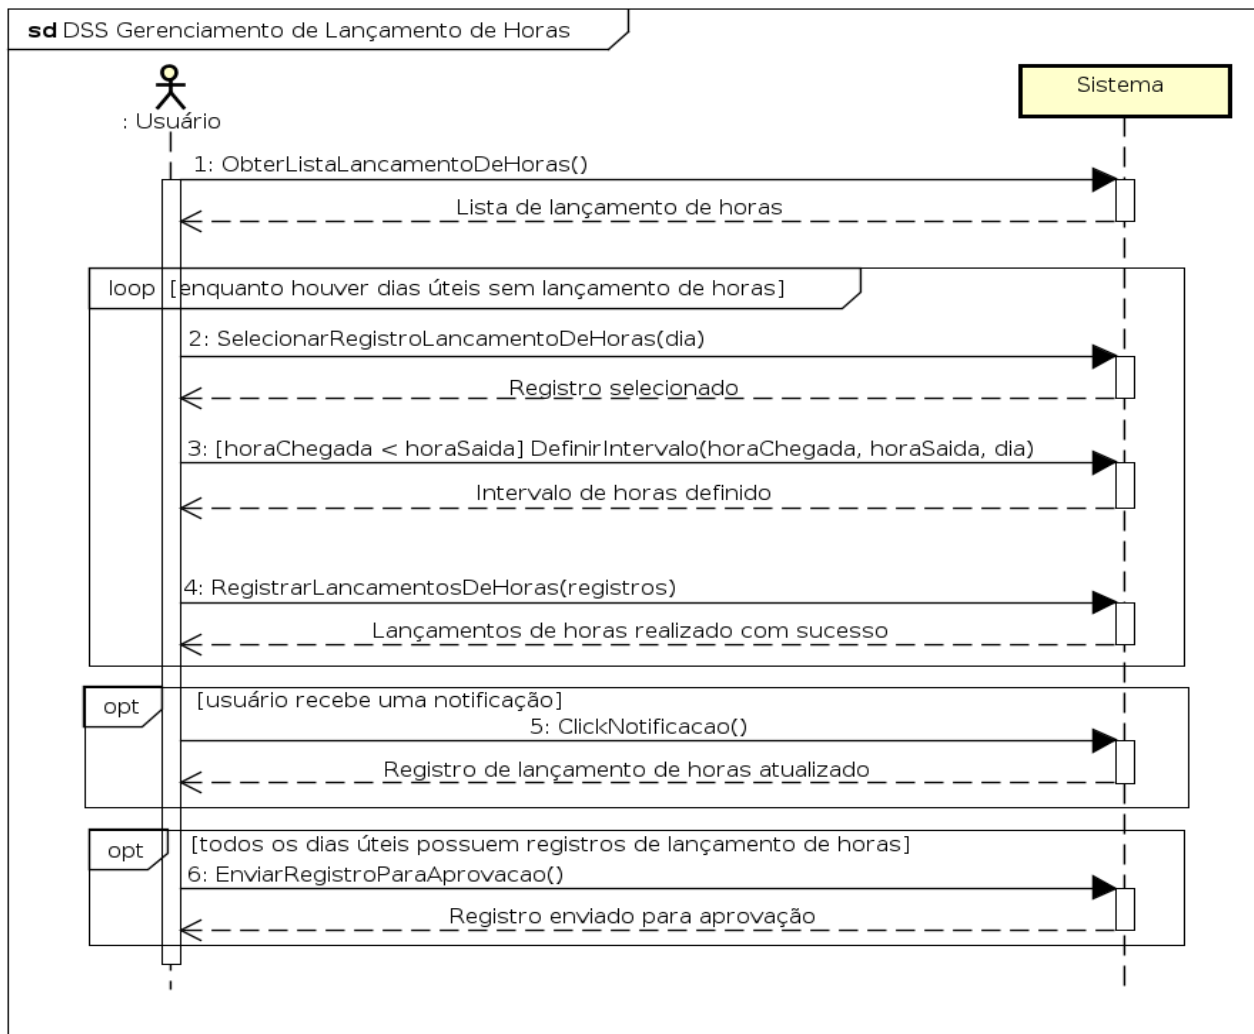 sd DSS Gerenciamento de Lançamento de Horas
Sistema
: Usuário
1: ObterListaLancamentoDeHoras()
Lista de lançamento de horas
loop [enquanto houver dias úteis sem lançamento de horas]
2: SelecionarRegistroLancamentoDeHoras(dia)
Registro selecionado
3: [horaChegada < horaSaida] DefinirIntervalo(horaChegada, horaSaida, dia)
Intervalo de horas definido
4: RegistrarLancamentosDeHoras(registros)
Lançamentos de horas realizado com sucesso
opt [usuário recebe uma notificação]
5: ClickNotificacao()
Registro de lançamento de horas atualizado
opt [todos os dias úteis possuem registros de lançamento de horas]
6: EnviarRegistroParaAprovacao()
Registro enviado para aprovação